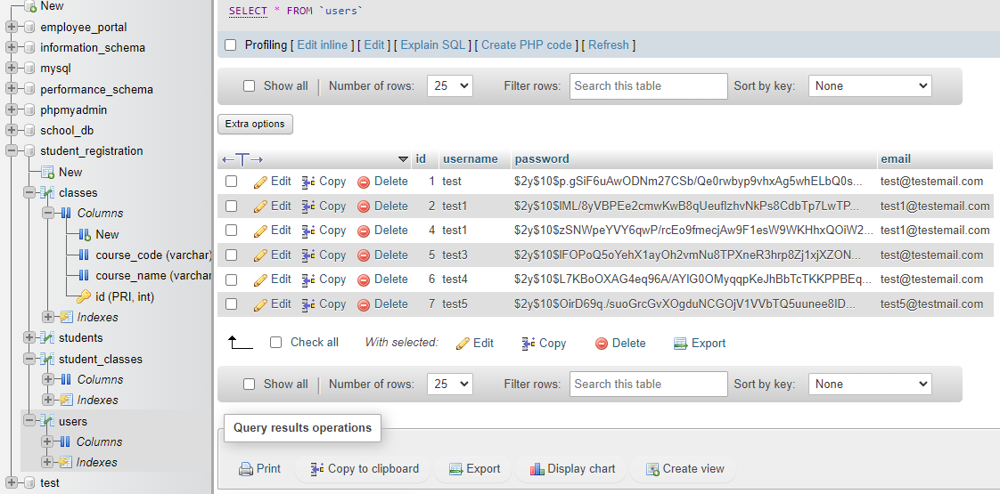 New
employee_portal
information_schema
mysql
performance_schema
phpmyadmin
school_db
student_registration
New
classes
Columns
New
course_code (varchar)
course_name (varchar
id (PRI, int)
Indexes
students
student_classes
Columns
Indexes
users
Columns
Indexes
test
SELECT * FROM `users`
Profiling [ Edit inline ] [ Edit ] [ Explain SQL ] [ Create PHP code ] [ Refresh ]
Show all Number of rows: 25 Filter rows: Search this table Sort by key: None
Extra options
id username password email
Edit Copy Delete 1 test $2y$10$p.gSiF6uAwODNm27CSb/Qe0rwbyp9vhxAg5whELbQ0s... test@testemail.com
Edit Copy Delete 2 test1 $2y$10$IML/8yVBPEe2cmwKwB8qUeuflzhvNkPs8CdbTp7LwTP... test1@testemail.com
Edit Copy Delete 4 test1 $2y$10$zSNWpeYVY6qwP/rcEo9fmecjAw9F1esW9WKHhxQOiW2... test1@testemail.com
Edit Copy Delete 5 test3 $2y$10$IFOPoQ5oYehX1ayOh2vmNu8TPXneR3hrp8Zj1xjXZON... test@testemail.com
Edit Copy Delete 6 test4 $2y$10$L7KBoOXAG4eq96A/AYIG0OMyqqpKeJhBbTcTKKPPBEq... test@testemail.com
Edit Copy Delete 7 test5 $2y$10$OirD69q./suoGrcGvXOgduNCGOjV1VVbTQ5uunee8ID... test5@testmail.com
Check all With selected: Edit Copy Delete Export
Show all Number of rows: 25 Filter rows: Search this table Sort by key: None
Query results operations
Print Copy to clipboard Export Display chart Create view